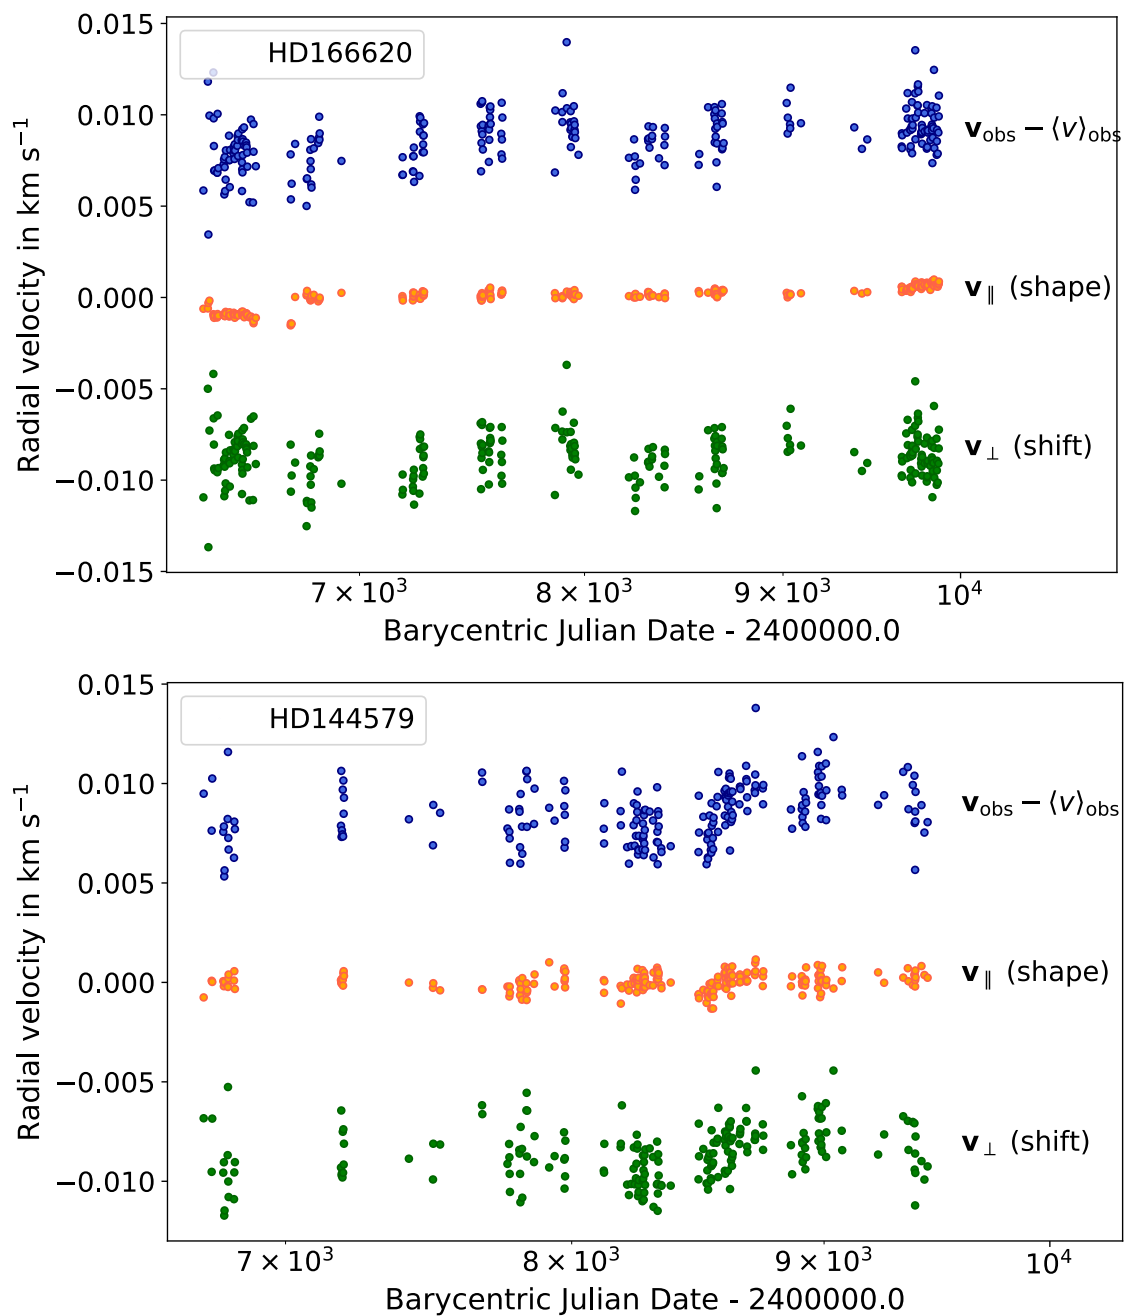 0.015
HD166620
0.010
v_obs − ⟨v⟩_obs
0.005
0.000
v_∥ (shape)
−0.005
v_⊥ (shift)
−0.010
−0.015
Radial velocity in km s⁻¹
7 × 10³
8 × 10³
9 × 10³
10⁴
Barycentric Julian Date - 2400000.0
0.015
HD144579
0.010
v_obs − ⟨v⟩_obs
0.005
0.000
v_∥ (shape)
−0.005
v_⊥ (shift)
−0.010
Radial velocity in km s⁻¹
7 × 10³
8 × 10³
9 × 10³
10⁴
Barycentric Julian Date - 2400000.0